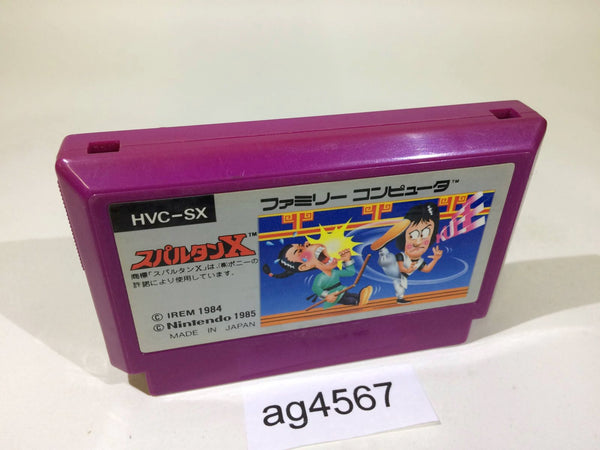 ファミリー コンピュータ™
HVC-SX
スパルタンX™
商標「スパルタンX」は、(株)ポニーの
許諾により使用しています。
© IREM 1984
© Nintendo 1985
MADE IN JAPAN
ag4567